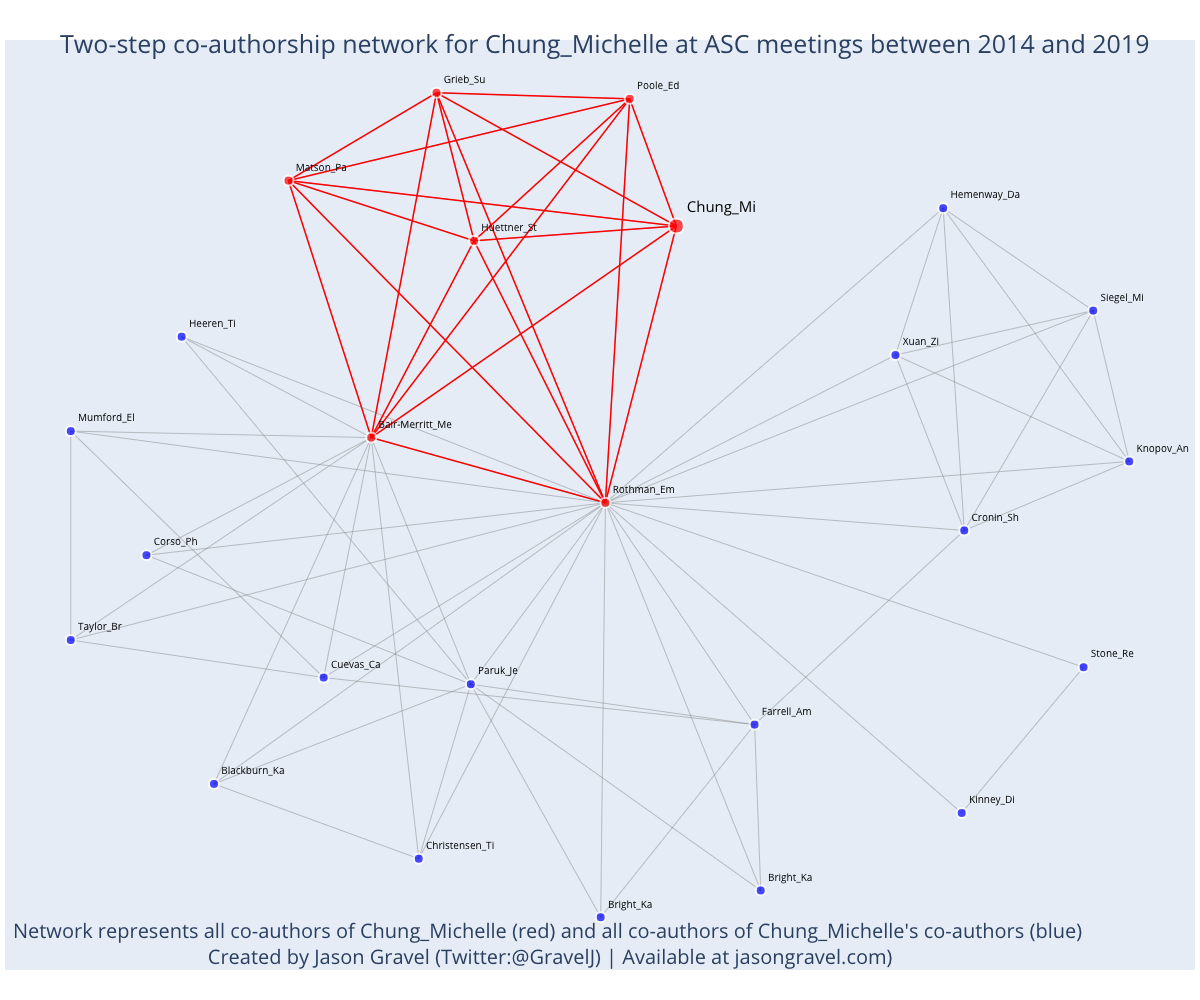 Two-step co-authorship network for Chung_Michelle at ASC meetings between 2014 and 2019
Grieb_Su
Poole_Ed
Matson_Pa
Hemenway_Da
Chung_Mi
Huettner_St
Siegel_Mi
Heeren_Ti
Xuan_Zi
Mumford_El
Bair-Merritt_Me
Knopov_An
Rothman_Em
Cronin_Sh
Corso_Ph
Taylor_Br
Stone_Re
Cuevas_Ca
Paruk_Je
Farrell_Am
Blackburn_Ka
Kinney_Di
Christensen_Ti
Bright_Ka
Bright_Ka
Network represents all co-authors of Chung_Michelle (red) and all co-authors of Chung_Michelle's co-authors (blue)
Created by Jason Gravel (Twitter:@GravelJ) | Available at jasongravel.com)